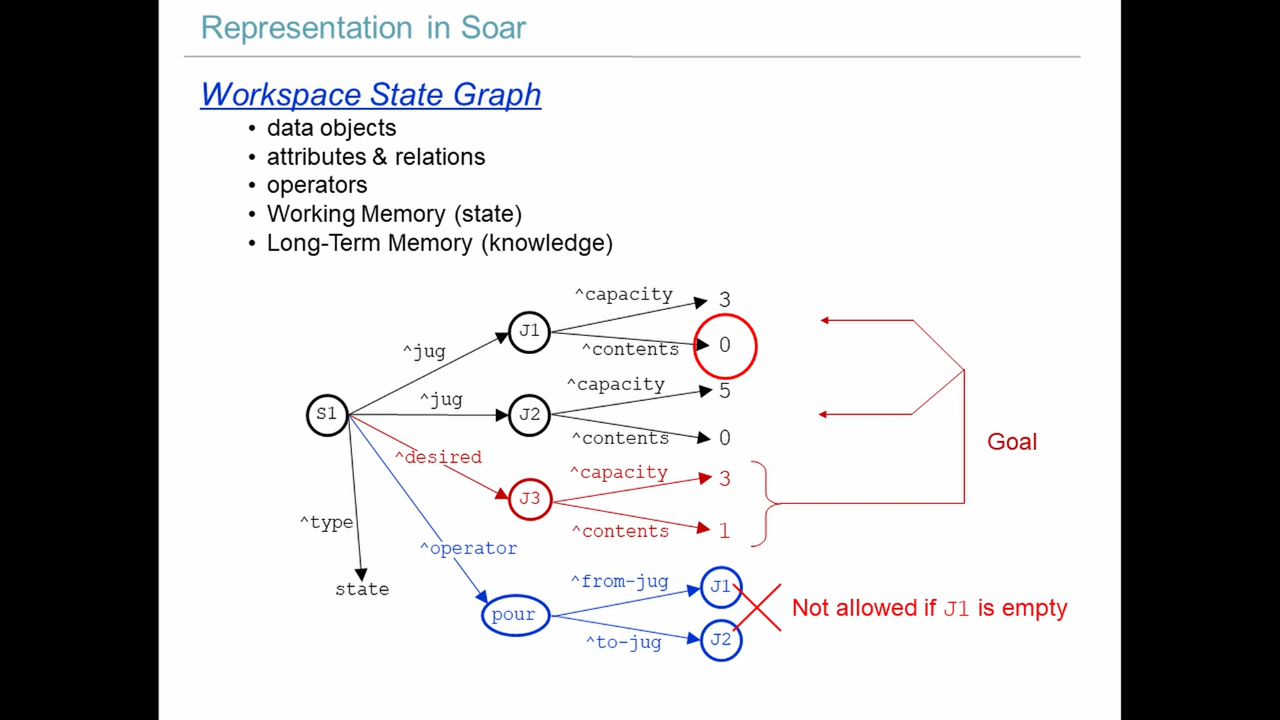 Representation in Soar
Workspace State Graph
• data objects
• attributes & relations
• operators
• Working Memory (state)
• Long-Term Memory (knowledge)
^capacity 3
J1
^jug
^contents 0
^capacity 5
^jug
S1
J2
^contents 0
Goal
^desired
^capacity 3
J3
^type
^contents 1
^operator
^from-jug J1
state
pour
Not allowed if J1 is empty
^to-jug J2